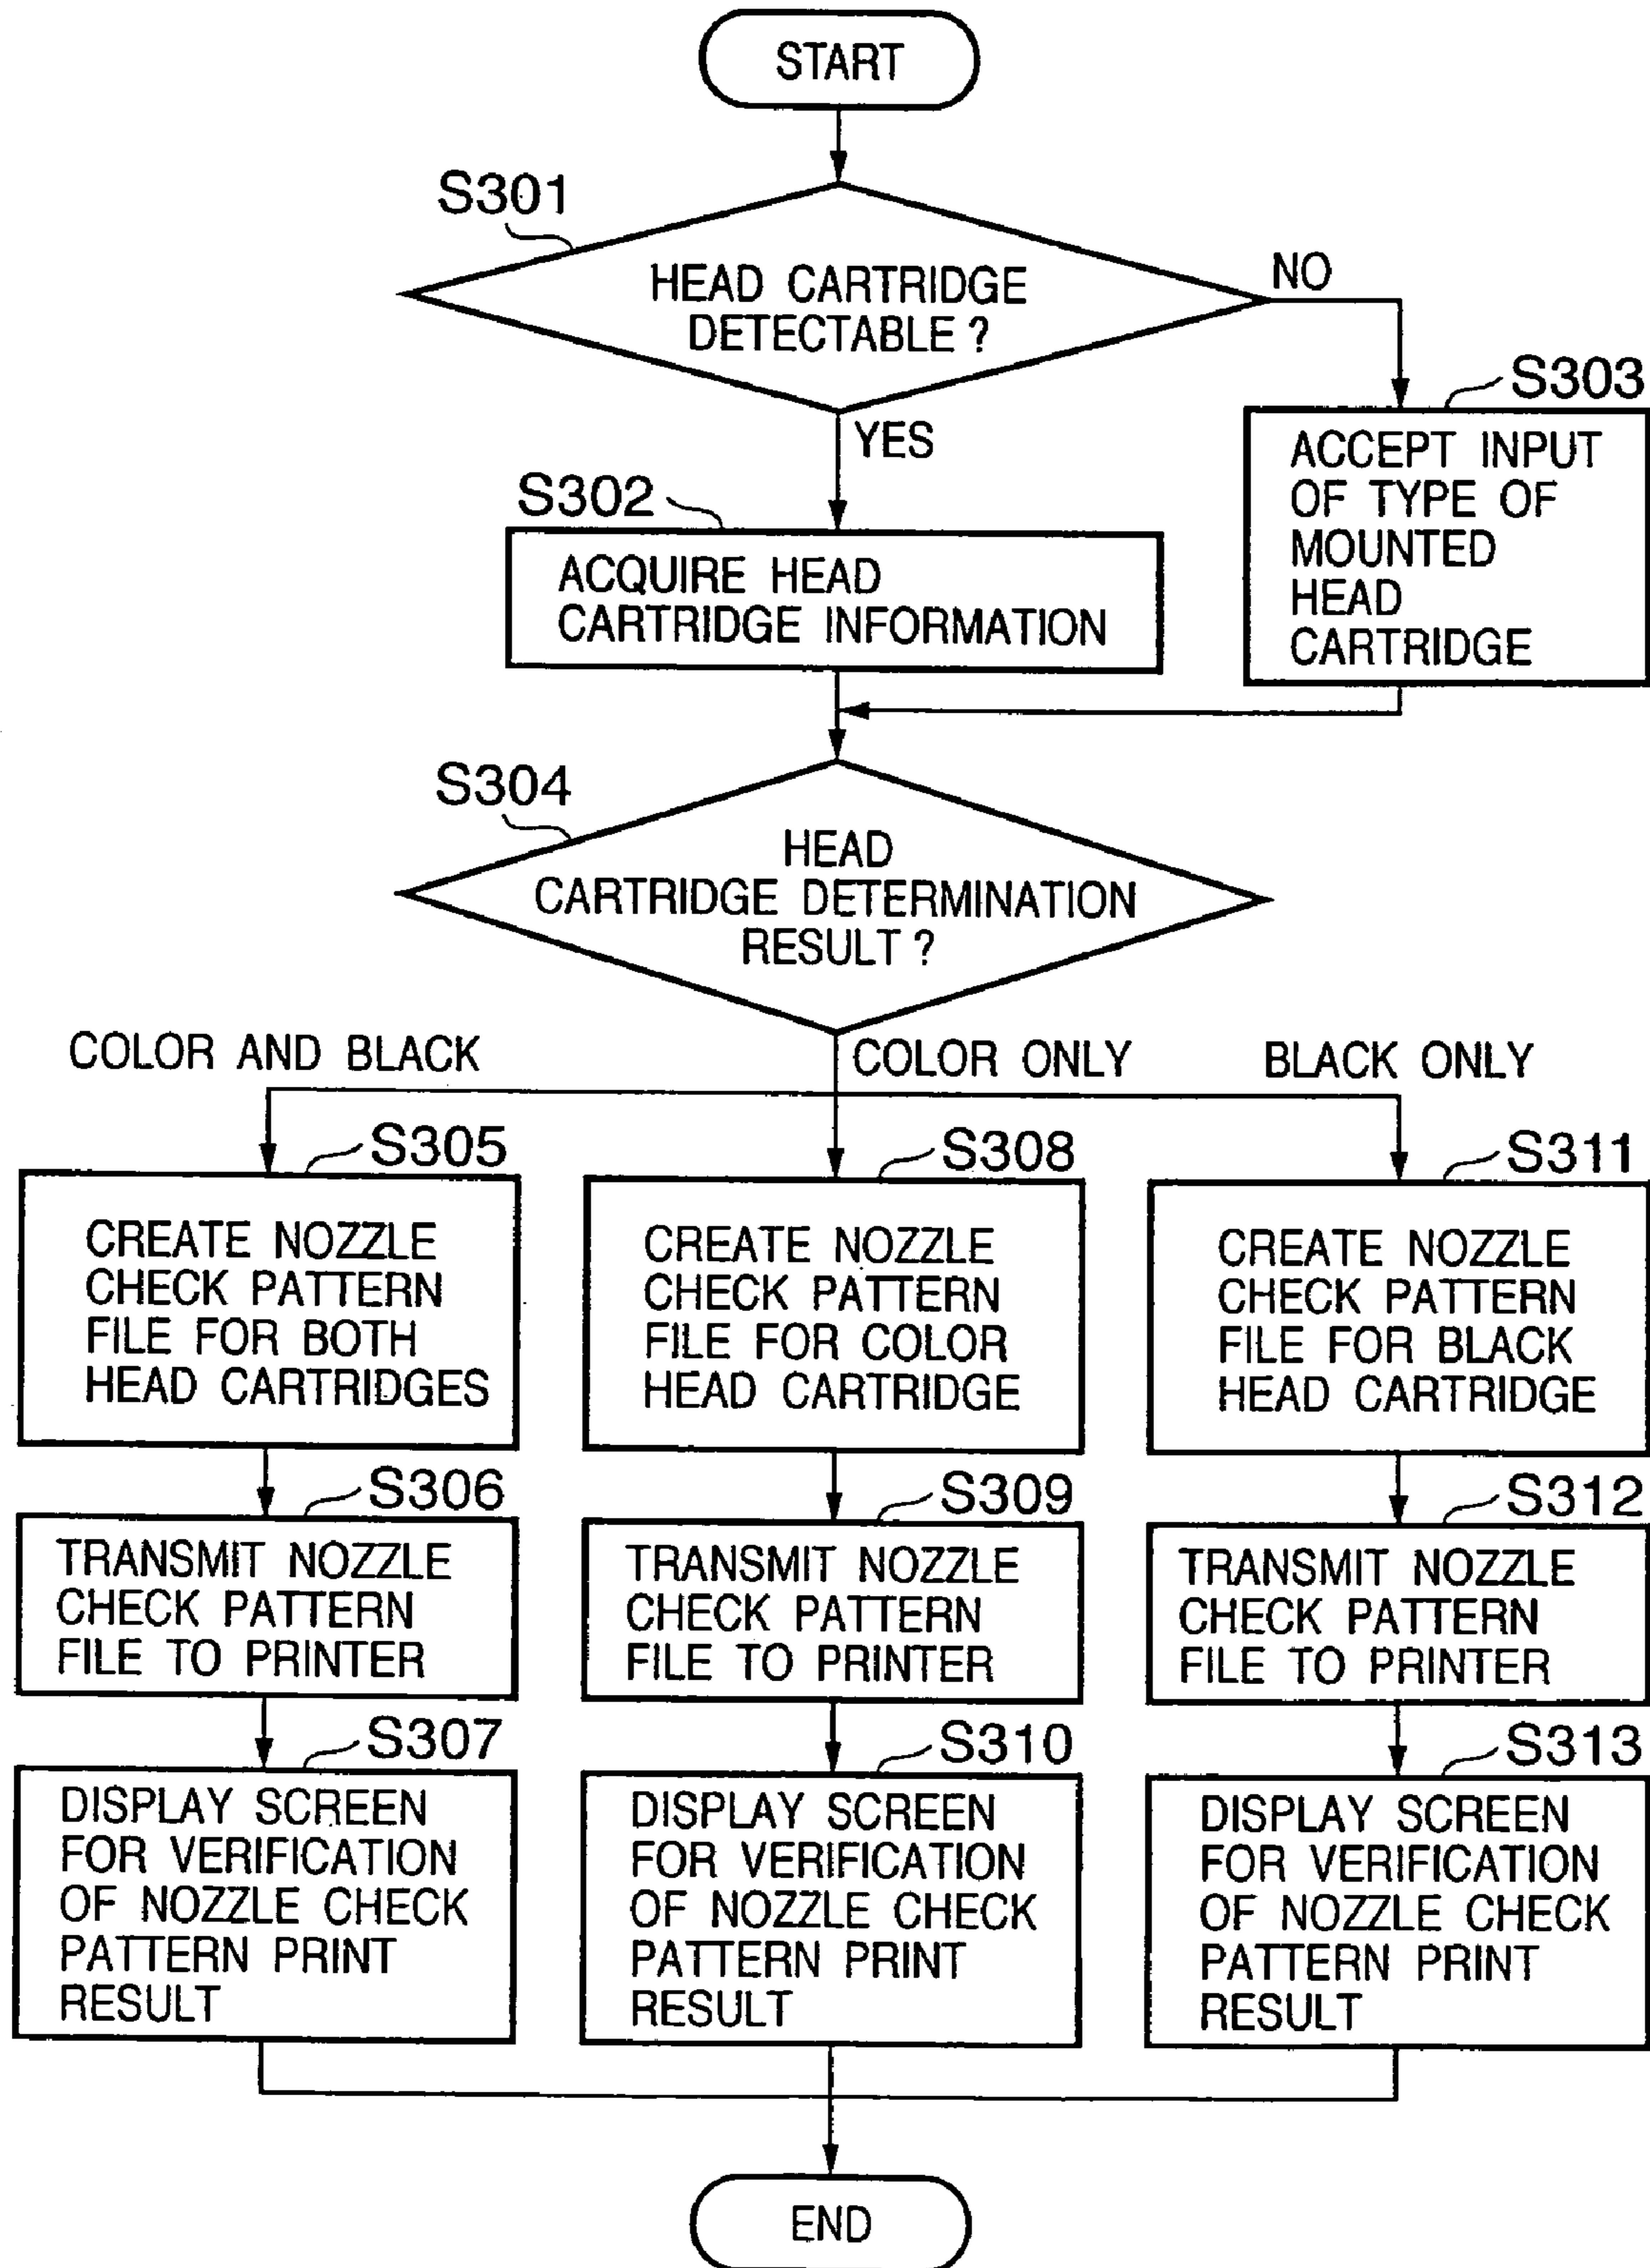 START
S301
HEAD CARTRIDGE
DETECTABLE ?
NO
YES
S303
ACCEPT INPUT
OF TYPE OF
MOUNTED
HEAD
CARTRIDGE
S302
ACQUIRE HEAD
CARTRIDGE INFORMATION
S304
HEAD
CARTRIDGE DETERMINATION
RESULT ?
COLOR AND BLACK
COLOR ONLY
BLACK ONLY
S305
CREATE NOZZLE
CHECK PATTERN
FILE FOR BOTH
HEAD CARTRIDGES
S308
CREATE NOZZLE
CHECK PATTERN
FILE FOR COLOR
HEAD CARTRIDGE
S311
CREATE NOZZLE
CHECK PATTERN
FILE FOR BLACK
HEAD CARTRIDGE
S306
TRANSMIT NOZZLE
CHECK PATTERN
FILE TO PRINTER
S309
TRANSMIT NOZZLE
CHECK PATTERN
FILE TO PRINTER
S312
TRANSMIT NOZZLE
CHECK PATTERN
FILE TO PRINTER
S307
DISPLAY SCREEN
FOR VERIFICATION
OF NOZZLE CHECK
PATTERN PRINT
RESULT
S310
DISPLAY SCREEN
FOR VERIFICATION
OF NOZZLE CHECK
PATTERN PRINT
RESULT
S313
DISPLAY SCREEN
FOR VERIFICATION
OF NOZZLE CHECK
PATTERN PRINT
RESULT
END